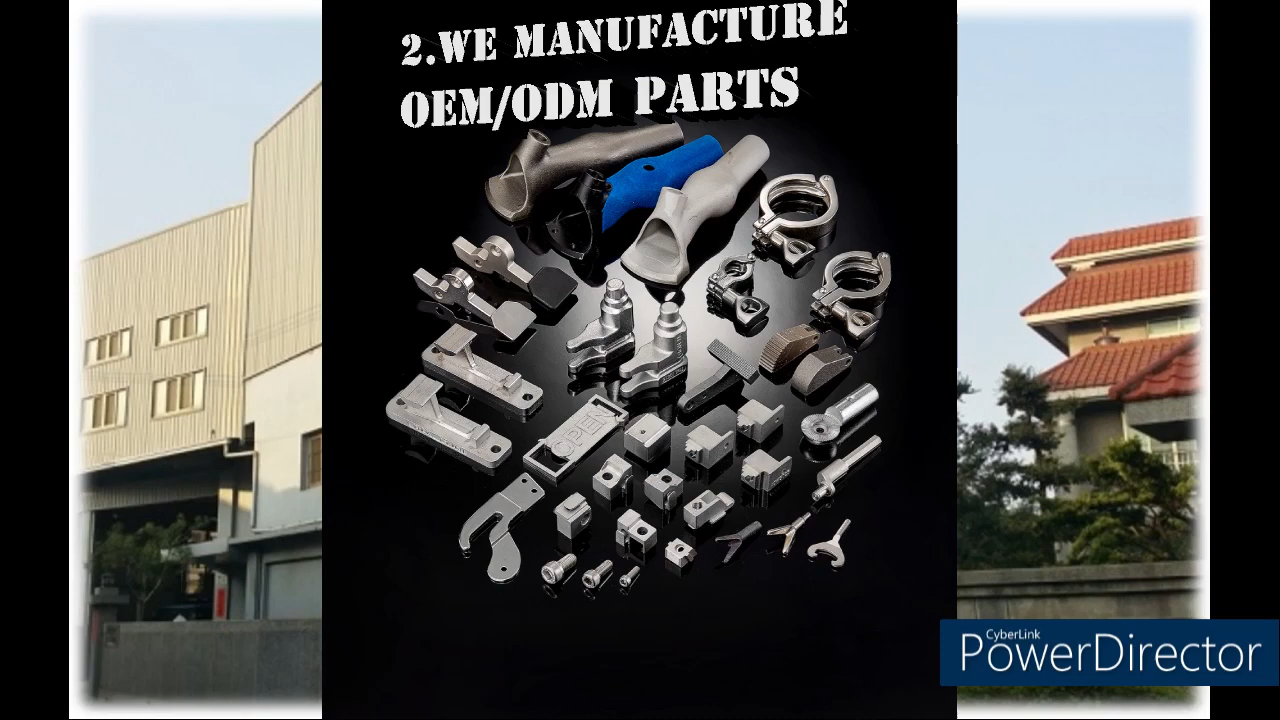 2.WE MANUFACTURE
OEM/ODM PARTS
OPEN
CyberLink
PowerDirector